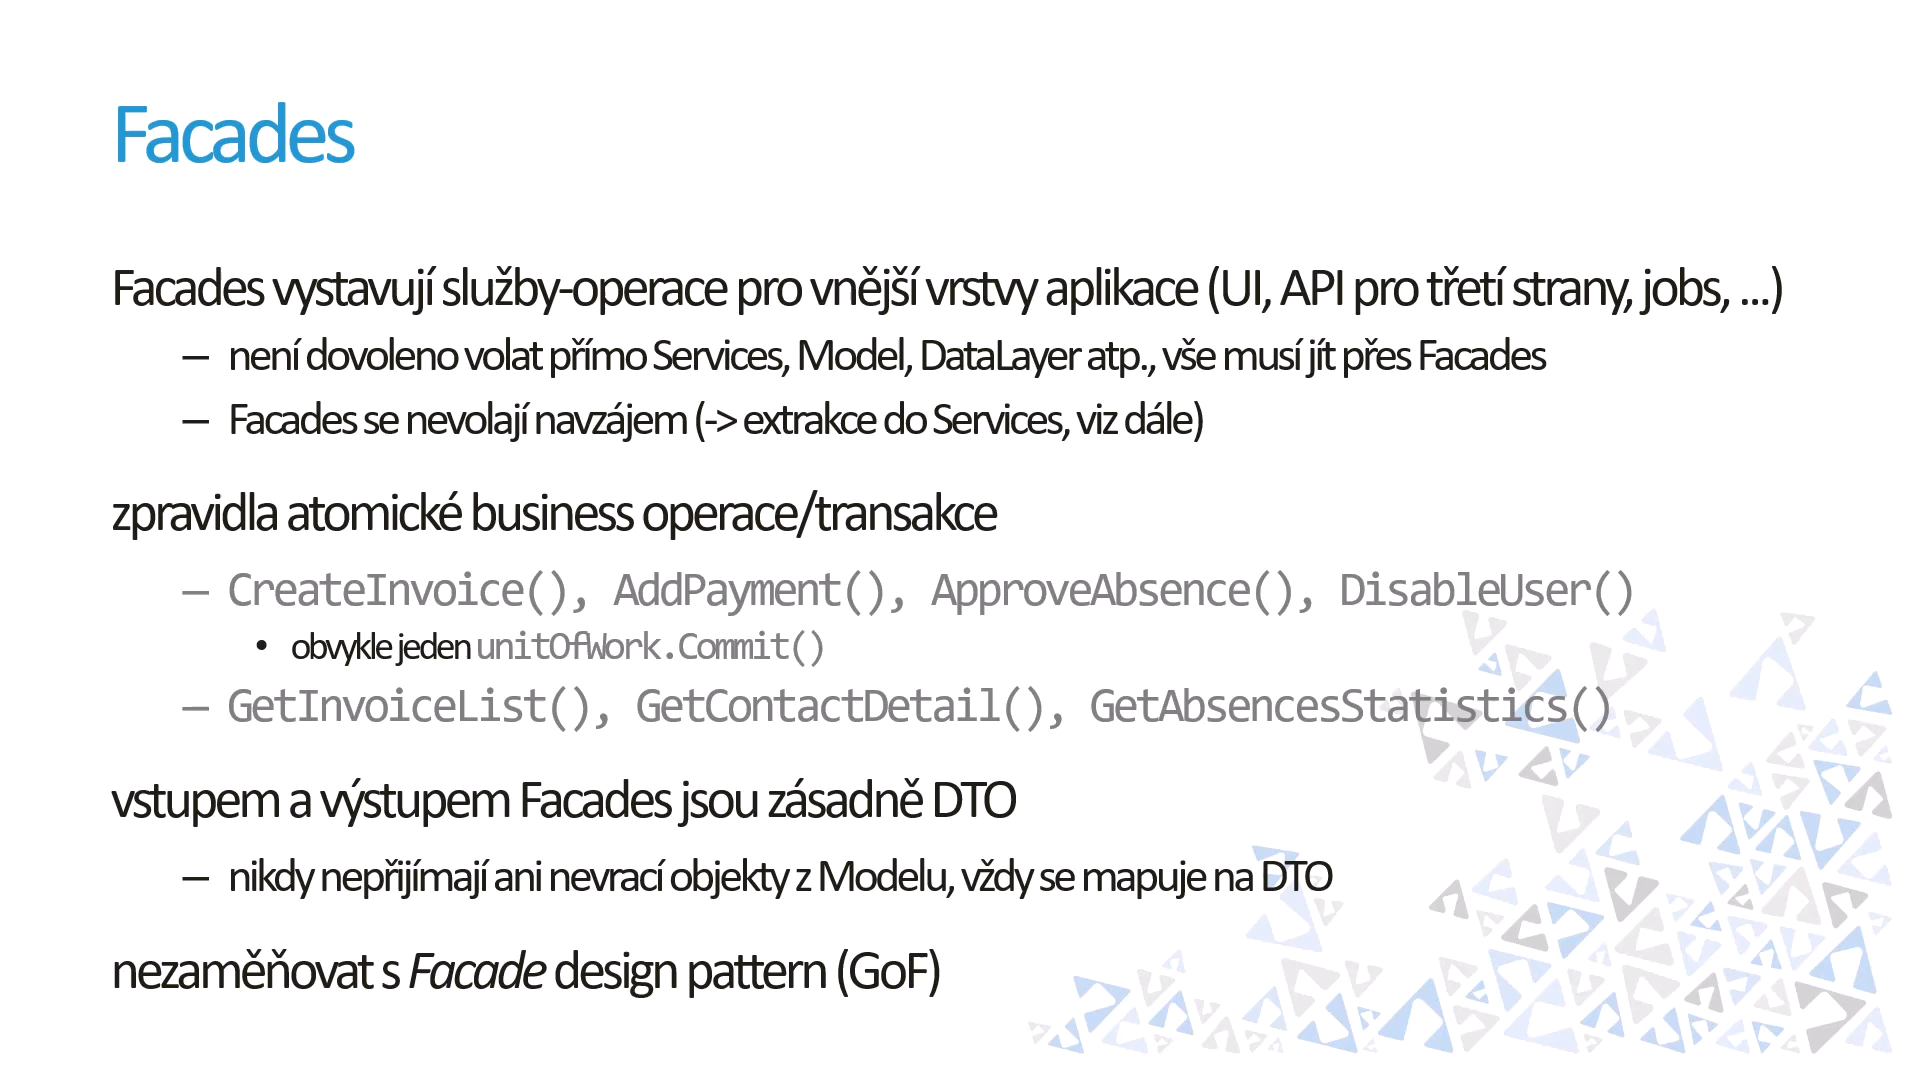 Facades
Facades vystavují služby-operace pro vnější vrstvy aplikace (UI, API pro třetí strany, jobs, ...)
– není dovoleno volat přímo Services, Model, DataLayer atp., vše musí jít přes Facades
– Facades se nevolají navzájem (-> extrakce do Services, viz dále)
zpravidla atomické business operace/transakce
– CreateInvoice(), AddPayment(), ApproveAbsence(), DisableUser()
• obvykle jeden unitOfWork.Commit()
– GetInvoiceList(), GetContactDetail(), GetAbsencesStatistics()
vstupem a výstupem Facades jsou zásadně DTO
– nikdy nepřijímají ani nevrací objekty z Modelu, vždy se mapuje na DTO
nezaměňovat s Facade design pattern (GoF)